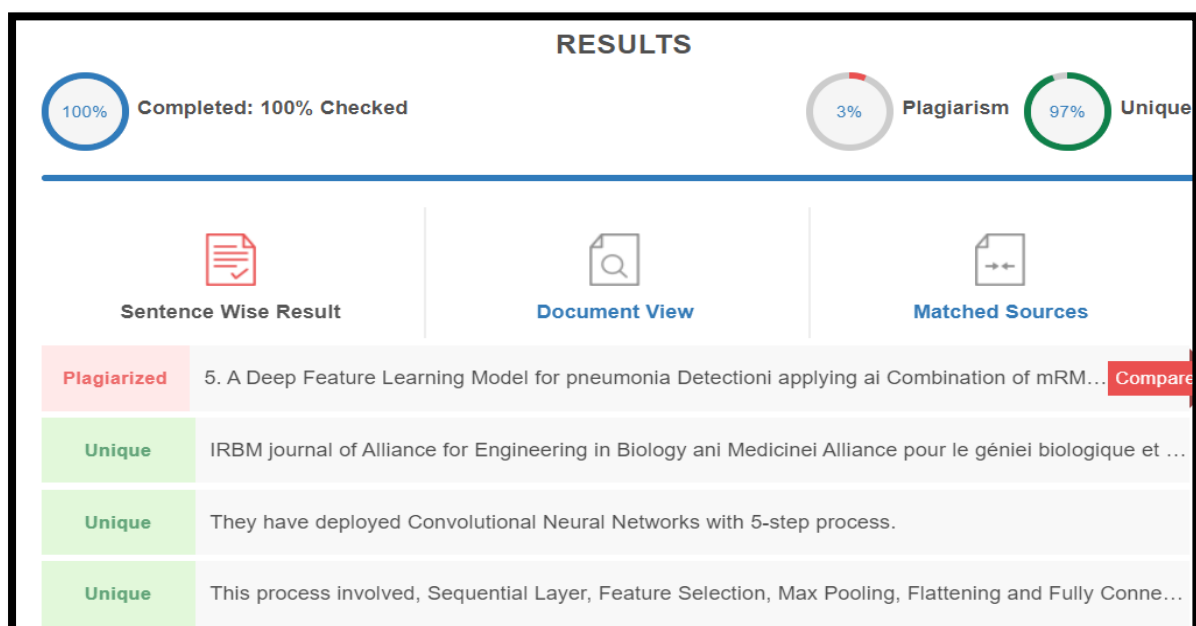 RESULTS
100% Completed: 100% Checked 3% Plagiarism 97% Unique
Sentence Wise Result Document View Matched Sources
Plagiarized 5. A Deep Feature Learning Model for pneumonia Detectioni applying ai Combination of mRM... Compare
Unique IRBM journal of Alliance for Engineering in Biology ani Medicinei Alliance pour le géniei biologique et ...
Unique They have deployed Convolutional Neural Networks with 5-step process.
Unique This process involved, Sequential Layer, Feature Selection, Max Pooling, Flattening and Fully Conne...